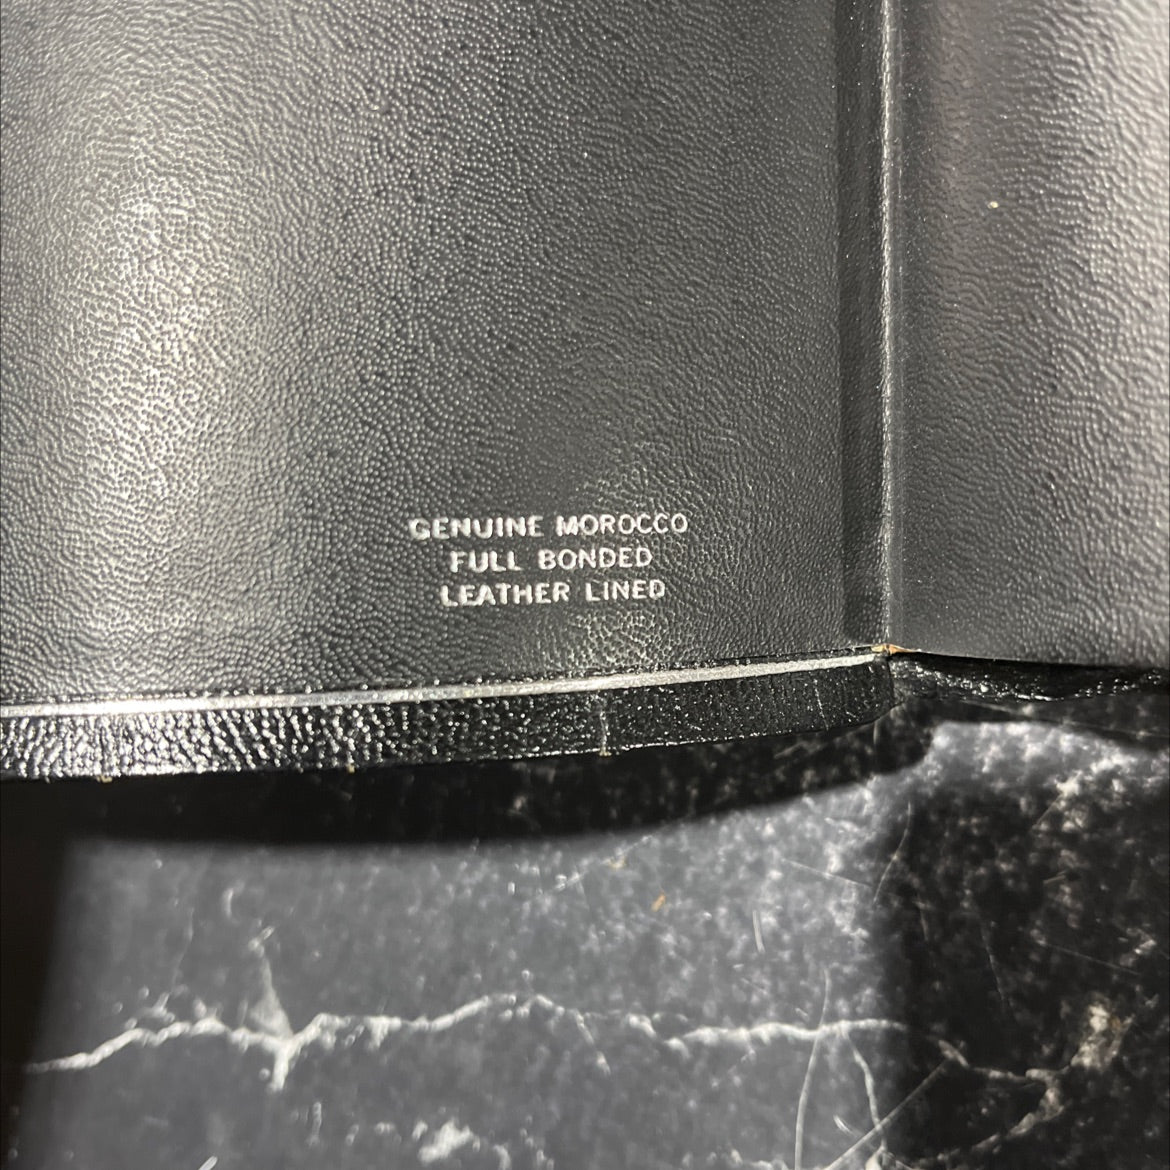 GENUINE MOROCCO
FULL BONDED
LEATHER LINED